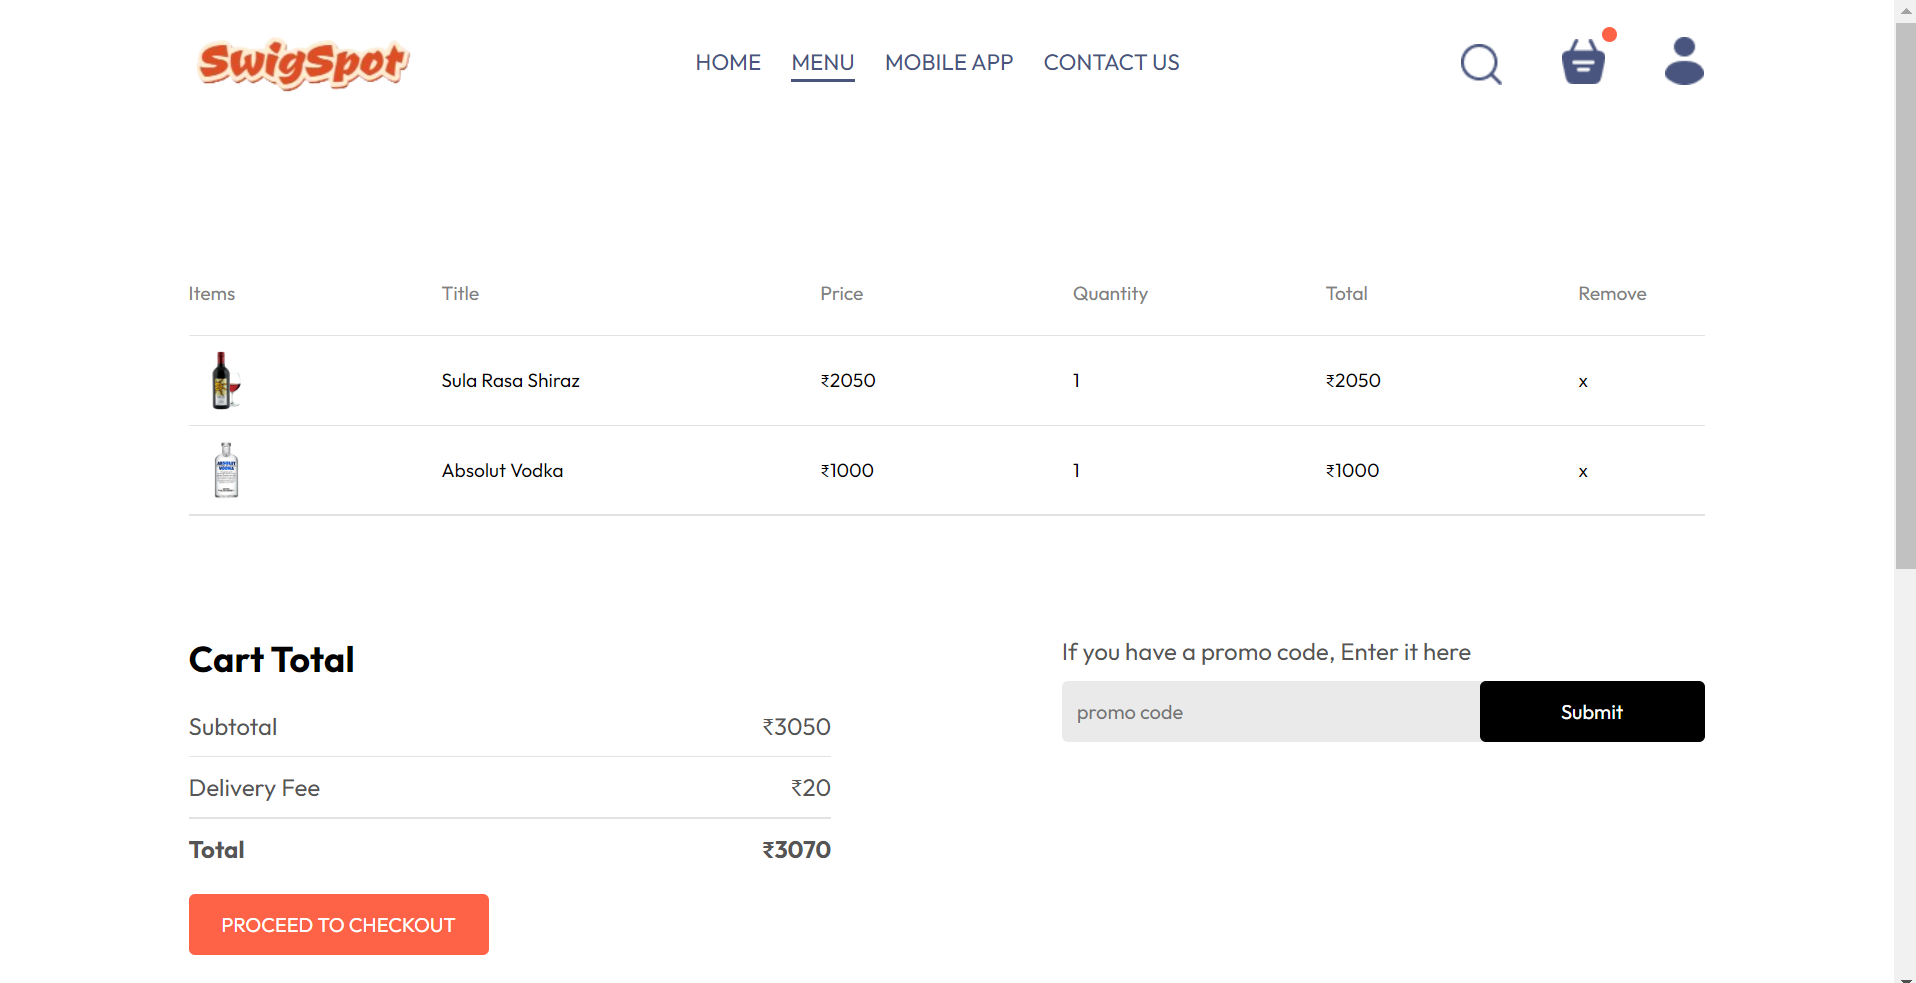 SwigSpot
HOME MENU MOBILE APP CONTACT US
Items Title Price Quantity Total Remove
Sula Rasa Shiraz ₹2050 1 ₹2050 x
ABSOLUT
VODKA
Absolut Vodka ₹1000 1 ₹1000 x
Cart Total
Subtotal ₹3050
Delivery Fee ₹20
Total ₹3070
PROCEED TO CHECKOUT
If you have a promo code, Enter it here
promo code Submit